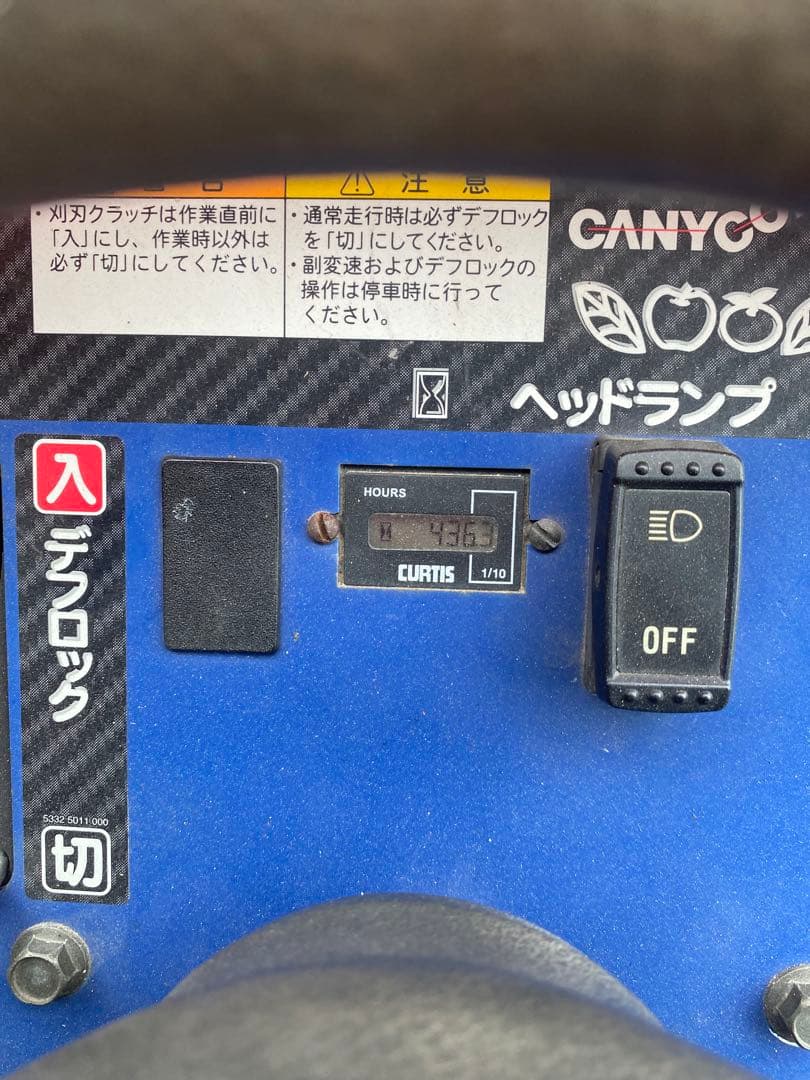 注意
・刈刃クラッチは作業直前に
「入」にし、作業時以外は
必ず「切」にしてください。
・通常走行時は必ずデフロック
を「切」にしてください。
・副変速およびデフロックの
操作は停車時に行って
ください。
CANYCO
ヘッドランプ
入
デフロック
5332 5011 000
切
HOURS
4363
CURTIS
1/10
OFF